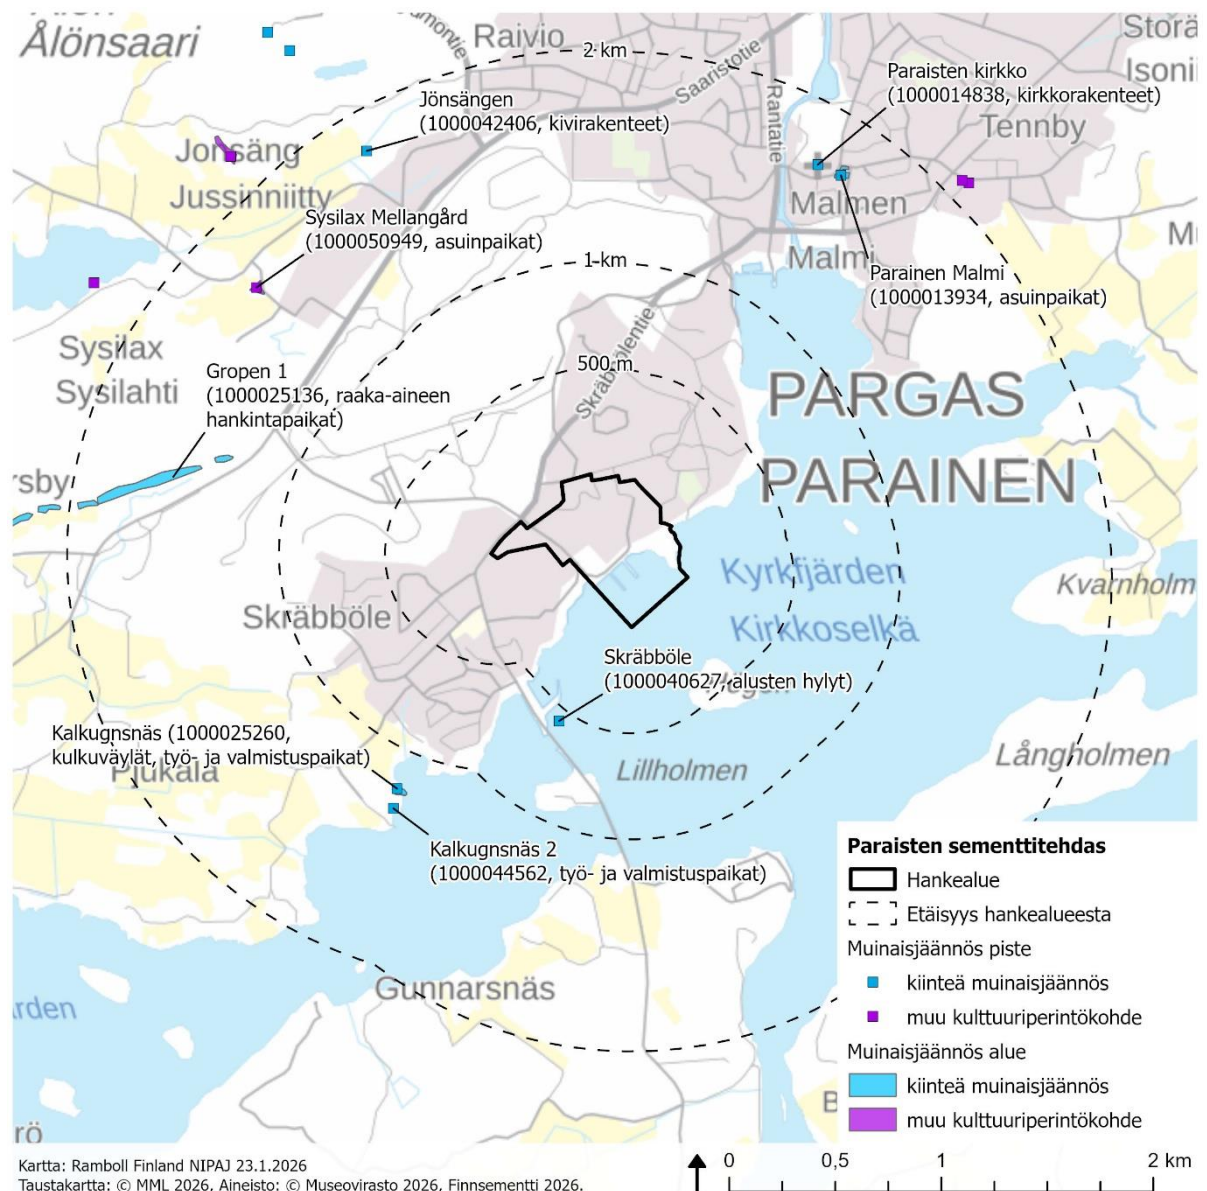 Ålönsaari
Raivio
Saaristotie
Rantatie
2 km
Storä
Isonii
Paraisten kirkko
(1000014838, kirkkorakenteet)
Tennby
Jönsängen
(1000042406, kivirakenteet)
Jonsäng
Jussinniitty
Malmen
Malmi
Sysilax Mellangård
(1000050949, asuinpaikat)
1 km
Parainen Malmi
(1000013934, asuinpaikat)
Sysilax
Sysilahti
Gropen 1
(1000025136, raaka-aineen
hankintapaikat)
500 m
Skräbbölentie
PARGAS
PARAINEN
rsby
Kyrkfjärden
Kirkkoselkä
Kvarnholm
Skräbböle
Skräbböle
(1000040627, alusten hylyt)
Kalkugnsnäs (1000025260,
kulkuväylät, työ- ja valmistuspaikat)
Pjukala
Lillholmen
Långholmen
Kalkugnsnäs 2
(1000044562, työ- ja valmistuspaikat)
Gunnarsnäs
rden
rö
B
Paraisten sementtitehdas
Hankealue
Etäisyys hankealueesta
Muinaisjäännös piste
kiinteä muinaisjäännös
muu kulttuuriperintökohde
Muinaisjäännös alue
kiinteä muinaisjäännös
muu kulttuuriperintökohde
Kartta: Ramboll Finland NIPAJ 23.1.2026
Taustakartta: © MML 2026, Aineisto: © Museovirasto 2026, Finnsementti 2026.
0 0,5 1 2 km